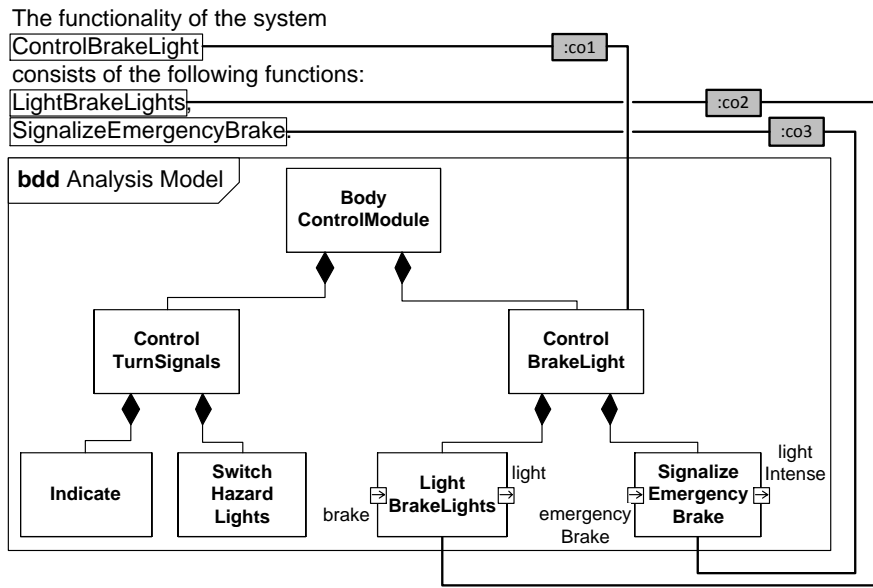 The functionality of the system
ControlBrakeLight
:co1
consists of the following functions:
LightBrakeLights,
:co2
SignalizeEmergencyBrake.
:co3
bdd Analysis Model
Body
ControlModule
Control
TurnSignals
Control
BrakeLight
Indicate
Switch
Hazard
Lights
brake
Light
BrakeLights
light
emergency
Brake
Signalize
Emergency
Brake
light
Intense